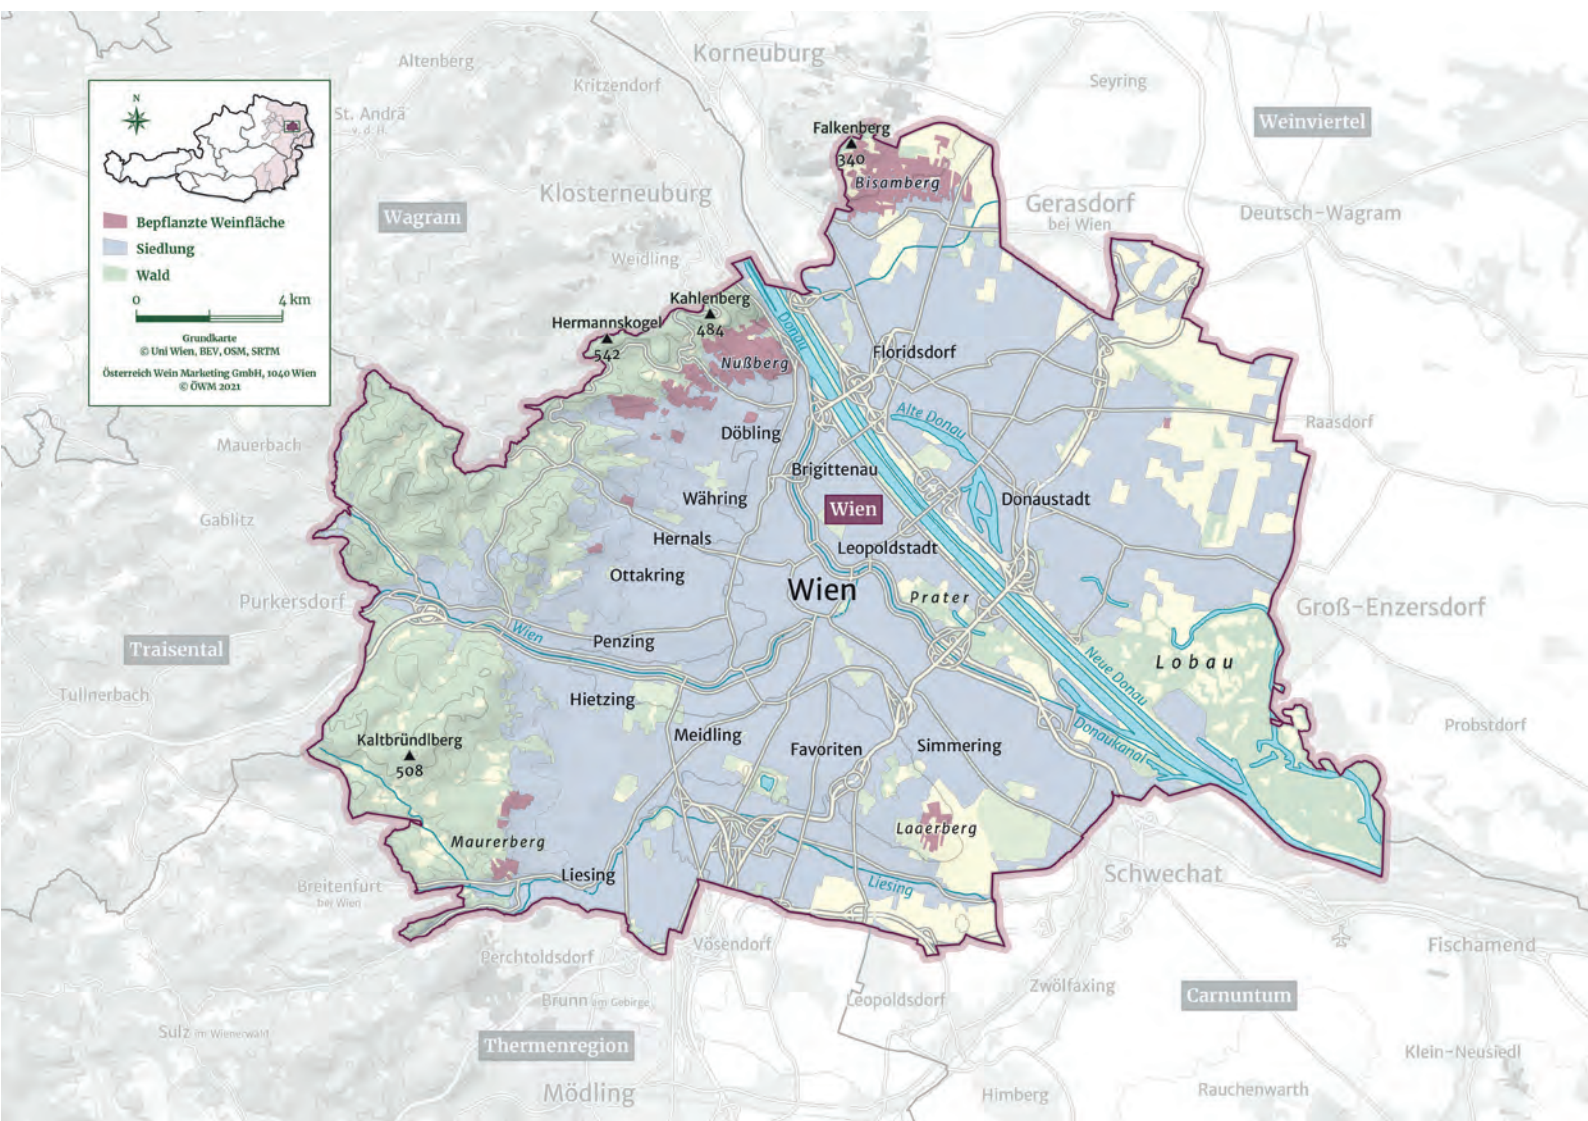 N
Bepflanzte Weinfläche
Siedlung
Wald
0 4 km
Grundkarte
© Uni Wien, BEV, OSM, SRTM
Österreich Wein Marketing GmbH, 1040 Wien
© ÖWM 2021
Altenberg
Korneuburg
Kritzendorf
Seyring
St. Andrä
v. d. H.
Weinviertel
Falkenberg
340
Bisamberg
Klosterneuburg
Wagram
Gerasdorf
bei Wien
Deutsch-Wagram
Weidling
Kahlenberg
484
Hermannskogel
542
Nußberg
Donau
Floridsdorf
Alte Donau
Raasdorf
Mauerbach
Döbling
Brigittenau
Währing
Wien
Donaustadt
Gablitz
Hernals
Leopoldstadt
Ottakring
Wien
Prater
Purkersdorf
Groß-Enzersdorf
Wien
Penzing
Traisental
Neue Donau
Lobau
Tullnerbach
Hietzing
Probstdorf
Kaltbründlberg
508
Meidling
Favoriten
Simmering
Donaukanal
Maurerberg
Laaerberg
Liesing
Liesing
Schwechat
Breitenfurt
bei Wien
Perchtoldsdorf
Vösendorf
Fischamend
Brunn am Gebirge
Leopoldsdorf
Zwölfaxing
Carnuntum
Sulz im Wienerwald
Thermenregion
Klein-Neusiedl
Mödling
Himberg
Rauchenwarth